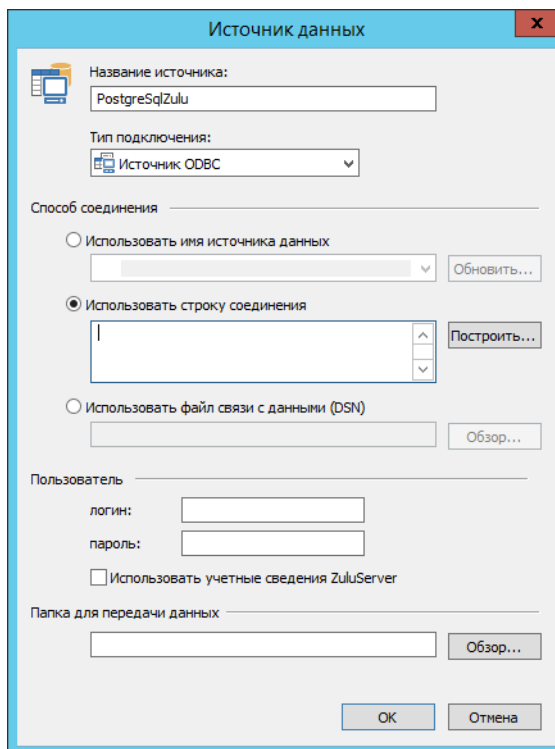 Источник данных
x
Название источника:
PostgreSqlZulu
Тип подключения:
Источник ODBC
Способ соединения
Использовать имя источника данных
Обновить...
Использовать строку соединения
Построить...
Использовать файл связи с данными (DSN)
Обзор...
Пользователь
логин:
пароль:
Использовать учетные сведения ZuluServer
Папка для передачи данных
Обзор...
OK Отмена